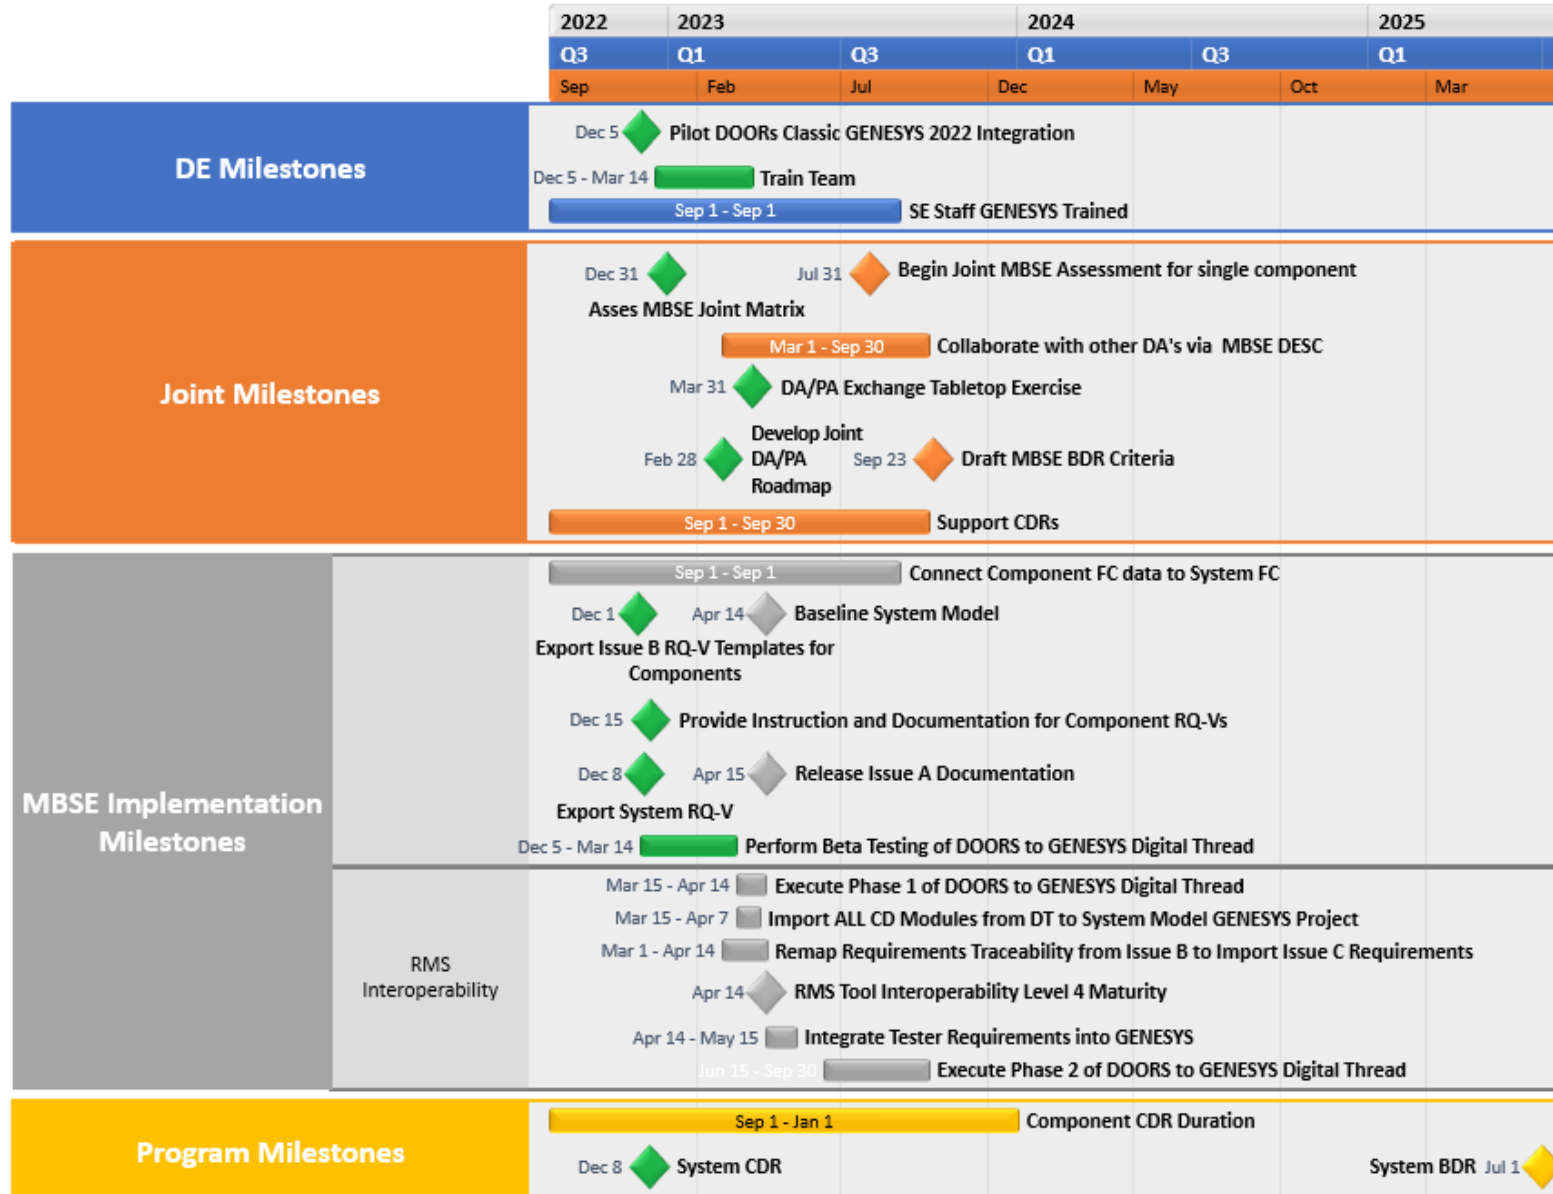 2022 2023 2024 2025
Q3 Q1 Q3 Q1 Q3 Q1
Sep Feb Jul Dec May Oct Mar
DE Milestones
Dec 5 Pilot DOORs Classic GENESYS 2022 Integration
Dec 5 - Mar 14 Train Team
Sep 1 - Sep 1 SE Staff GENESYS Trained
Joint Milestones
Dec 31 Jul 31 Begin Joint MBSE Assessment for single component
Asses MBSE Joint Matrix
Mar 1 - Sep 30 Collaborate with other DA's via MBSE DESC
Mar 31 DA/PA Exchange Tabletop Exercise
Develop Joint
Feb 28 DA/PA Sep 23 Draft MBSE BDR Criteria
Roadmap
Sep 1 - Sep 30 Support CDRs
MBSE Implementation
Milestones
Sep 1 - Sep 1 Connect Component FC data to System FC
Dec 1 Apr 14 Baseline System Model
Export Issue B RQ-V Templates for
Components
Dec 15 Provide Instruction and Documentation for Component RQ-Vs
Dec 8 Apr 15 Release Issue A Documentation
Export System RQ-V
Dec 5 - Mar 14 Perform Beta Testing of DOORS to GENESYS Digital Thread
RMS
Interoperability
Mar 15 - Apr 14 Execute Phase 1 of DOORS to GENESYS Digital Thread
Mar 15 - Apr 7 Import ALL CD Modules from DT to System Model GENESYS Project
Mar 1 - Apr 14 Remap Requirements Traceability from Issue B to Import Issue C Requirements
Apr 14 RMS Tool Interoperability Level 4 Maturity
Apr 14 - May 15 Integrate Tester Requirements into GENESYS
Jun 15 - Sep 30 Execute Phase 2 of DOORS to GENESYS Digital Thread
Program Milestones
Sep 1 - Jan 1 Component CDR Duration
Dec 8 System CDR System BDR Jul 1